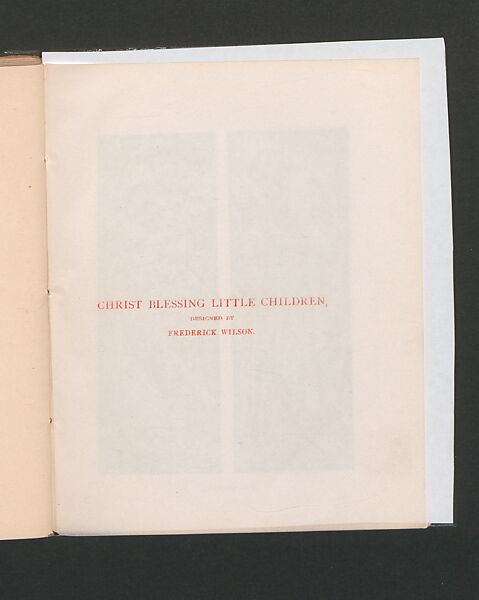 CHRIST BLESSING LITTLE CHILDREN,
DESIGNED BY
FREDERICK WILSON.